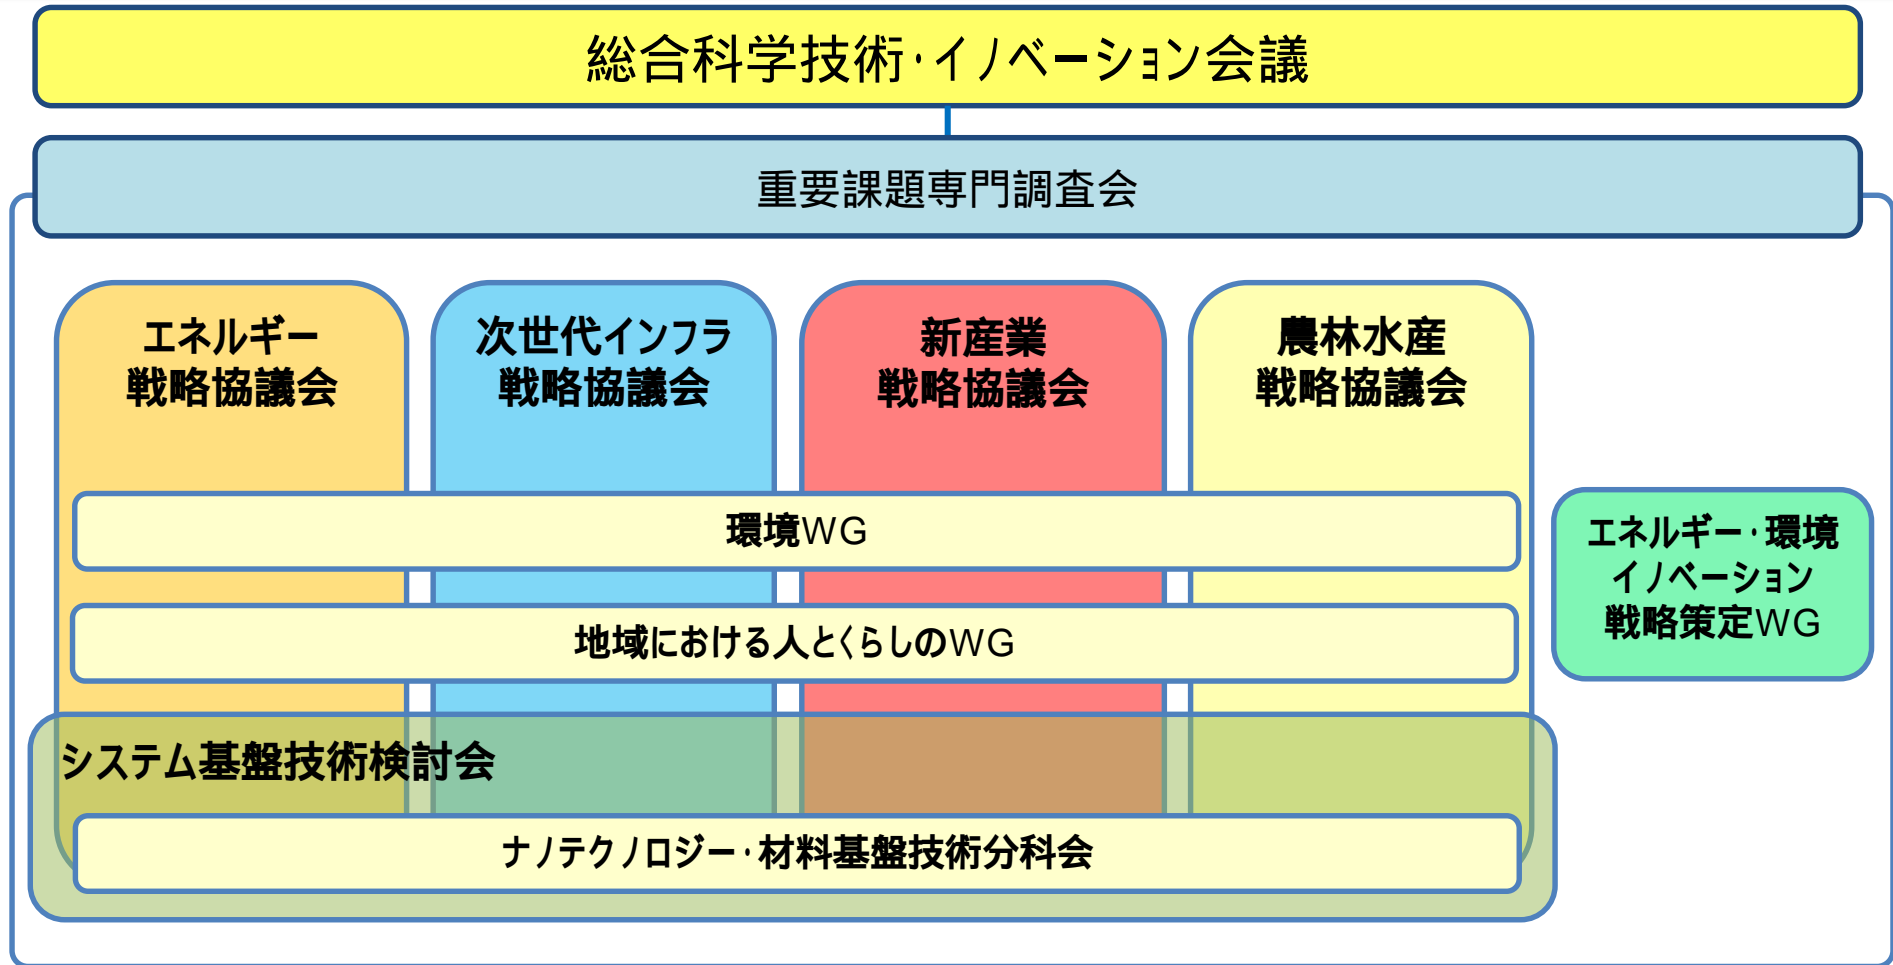 総合科学技術・イノベーション会議
重要課題専門調査会
エネルギー
戦略協議会
次世代インフラ
戦略協議会
新産業
戦略協議会
農林水産
戦略協議会
環境WG
地域における人とくらしのWG
エネルギー・環境
イノベーション
戦略策定WG
システム基盤技術検討会
ナノテクノロジー・材料基盤技術分科会